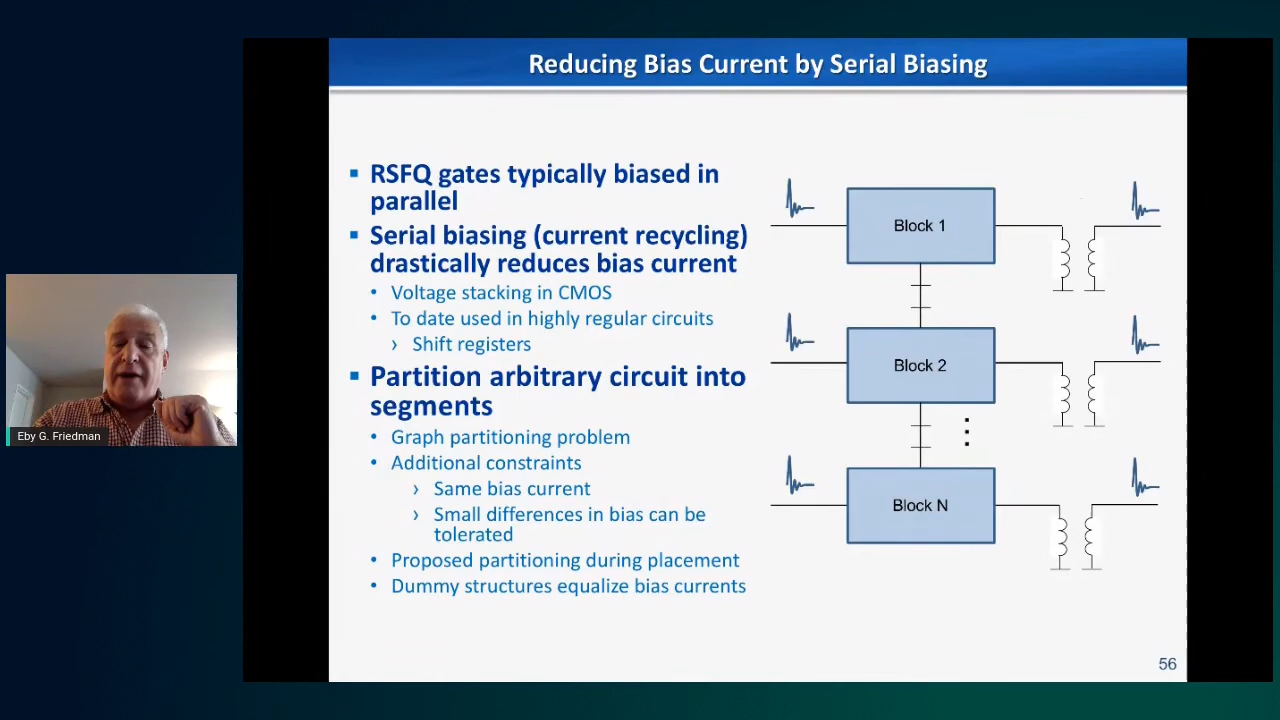 Reducing Bias Current by Serial Biasing
RSFQ gates typically biased in
parallel
Serial biasing (current recycling)
drastically reduces bias current
Voltage stacking in CMOS
To date used in highly regular circuits
Shift registers
Partition arbitrary circuit into
segments
Graph partitioning problem
Additional constraints
Same bias current
Small differences in bias can be
tolerated
Proposed partitioning during placement
Dummy structures equalize bias currents
Block 1
Block 2
Block N
56
Eby G. Friedman